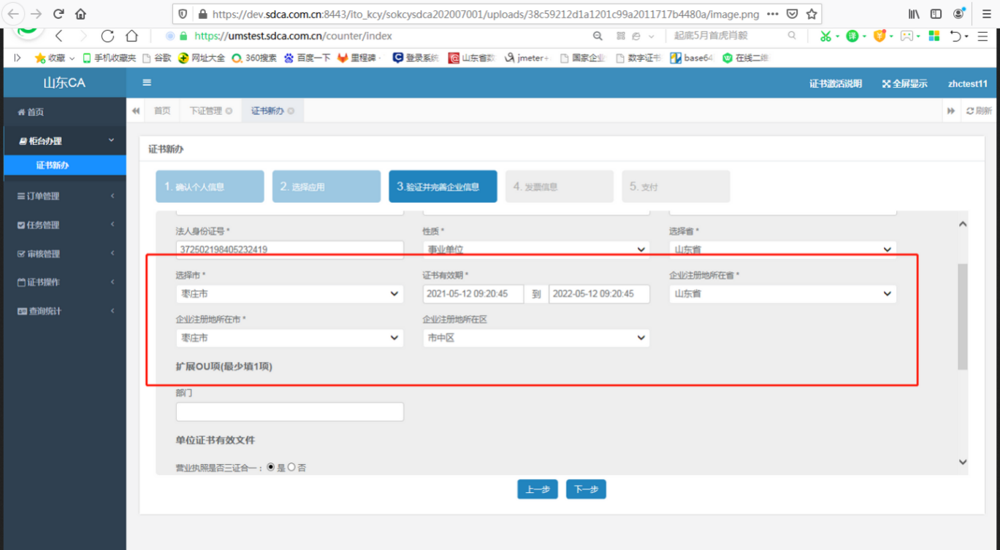 https://dev.sdca.com.cn:8443/ito_kcy/sokcysdca202007001/uploads/38c59212d1a1201c99a2011717b4480a/image.png
https://umstest.sdca.com.cn/counter/index 起底5月首虎肖毅
收藏 手机收藏夹 谷歌 网址大全 360搜索 百度一下 里程碑 登录系统 山东省数 jmeter+ 国家企业 数字证书 base64 在线二维
山东CA 证书激活说明 全屏显示 zhctest11
首页 首页 下证管理 证书新办 刷新
柜台办理
证书新办
证书新办
订单管理
任务管理
审核管理
证书操作
查询统计
1. 确认个人信息 2. 选择应用 3.验证并完善企业信息 4. 发票信息 5. 支付
法人身份证号 * 性质 * 选择省 *
372502198405232419 事业单位 山东省
选择市 * 证书有效期 * 企业注册地所在省 *
枣庄市 2021-05-12 09:20:45 到 2022-05-12 09:20:45 山东省
企业注册地所在市 * 企业注册地所在区
枣庄市 市中区
扩展OU项(最少填1项)
部门
单位证书有效文件
营业执照是否三证合一： 是 否
上一步 下一步